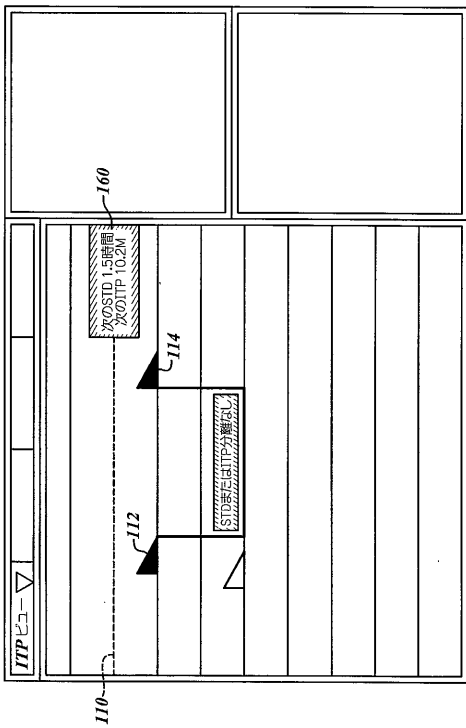 ITPビュー
110
112
114
160
次のSTD 1.5時間
次のITP 10.2M
STDまたはITP分離なし